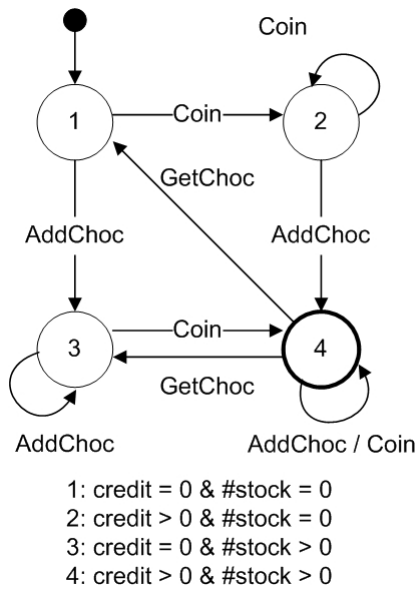 Coin
1
Coin
2
GetChoc
AddChoc
AddChoc
3
Coin
4
GetChoc
AddChoc
AddChoc / Coin
1: credit = 0 & #stock = 0
2: credit > 0 & #stock = 0
3: credit = 0 & #stock > 0
4: credit > 0 & #stock > 0